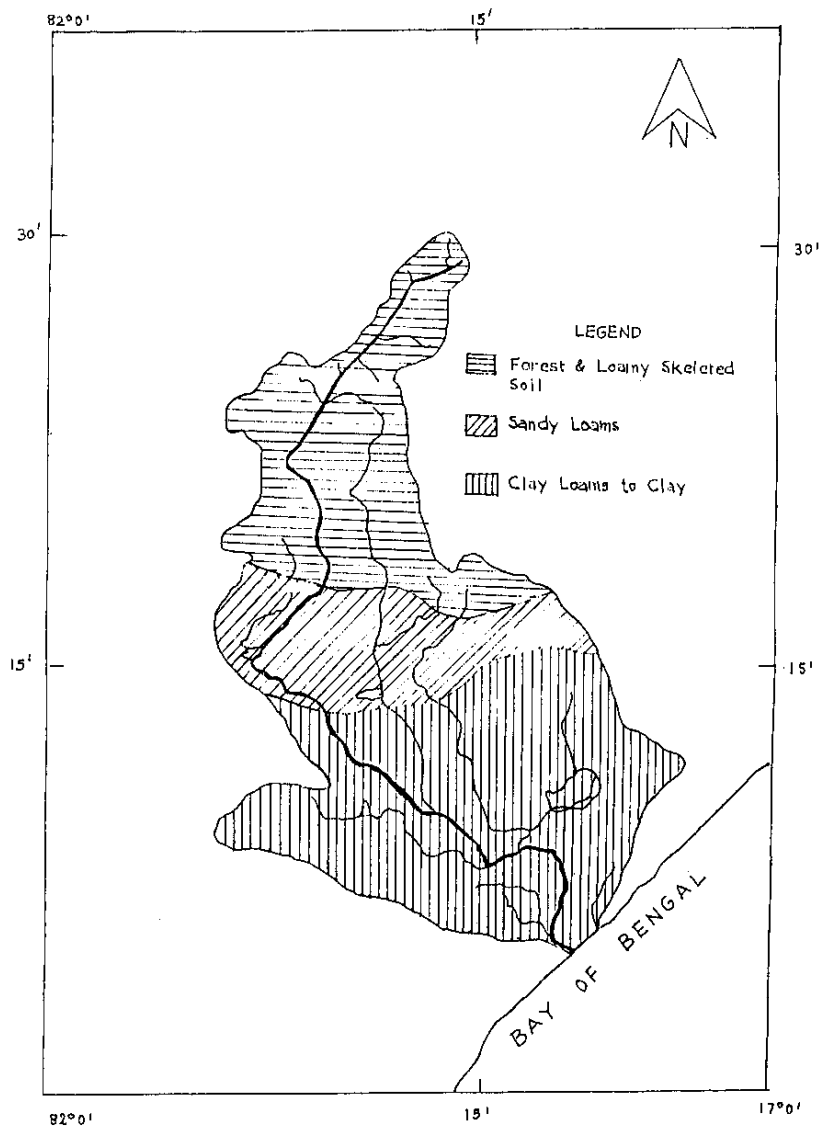 82°0'
15'
N
30'
30'
LEGEND
Forest & Loamy Skeleted
Soil
Sandy Loams
Clay Loams to Clay
15'
15'
BAY OF BENGAL
82°0'
15'
17°0'